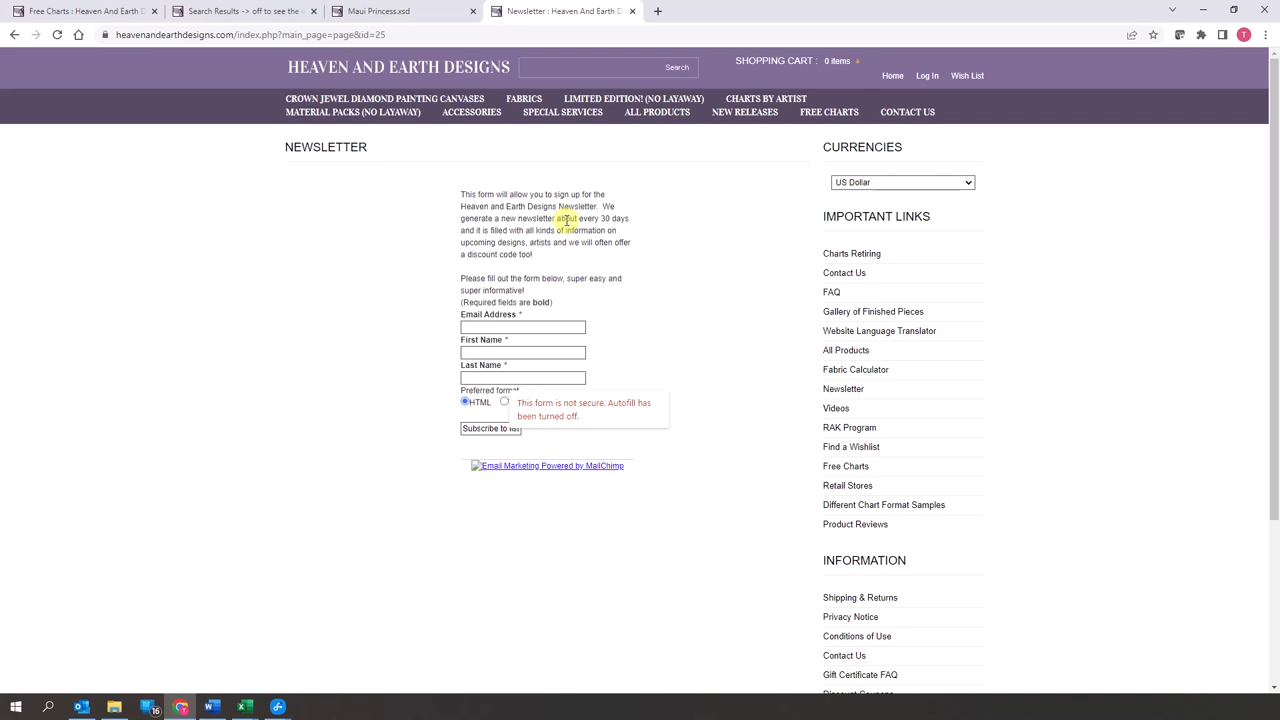 Free Charts : Heaven And Earth D
Search Results -> off to see the w
Maui Princess.xsd
Newsletter : Heaven And Earth D
heavenandearthdesigns.com/index.php?main_page=page&id=25
T
HEAVEN AND EARTH DESIGNS
Search
SHOPPING CART : 0 items
Home Log In Wish List
CROWN JEWEL DIAMOND PAINTING CANVASES FABRICS LIMITED EDITION! (NO LAYAWAY) CHARTS BY ARTIST
MATERIAL PACKS (NO LAYAWAY) ACCESSORIES SPECIAL SERVICES ALL PRODUCTS NEW RELEASES FREE CHARTS CONTACT US
NEWSLETTER
This form will allow you to sign up for the
Heaven and Earth Designs Newsletter. We
generate a new newsletter about every 30 days
and it is filled with all kinds of information on
upcoming designs, artists and we will often offer
a discount code too!
Please fill out the form below, super easy and
super informative!
(Required fields are bold)
Email Address *
First Name *
Last Name *
Preferred format
HTML
This form is not secure. Autofill has
been turned off.
Subscribe to list
Email Marketing Powered by MailChimp
CURRENCIES
US Dollar
IMPORTANT LINKS
Charts Retiring
Contact Us
FAQ
Gallery of Finished Pieces
Website Language Translator
All Products
Fabric Calculator
Newsletter
Videos
RAK Program
Find a Wishlist
Free Charts
Retail Stores
Different Chart Format Samples
Product Reviews
INFORMATION
Shipping & Returns
Privacy Notice
Conditions of Use
Contact Us
Gift Certificate FAQ
Discount Coupons
16